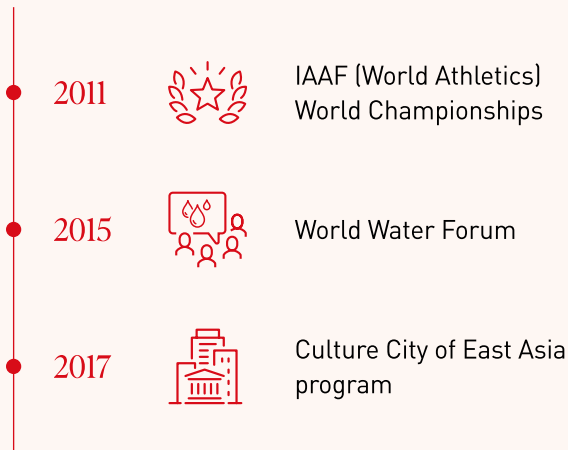 2011
IAAF (World Athletics)
World Championships
2015
World Water Forum
2017
Culture City of East Asia
program